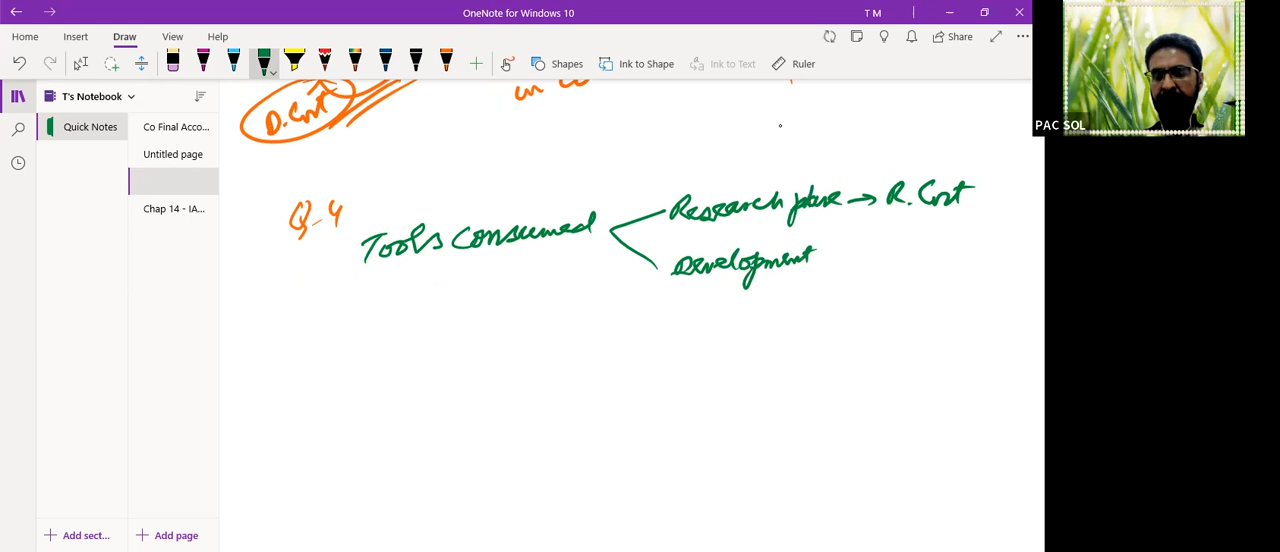 OneNote for Windows 10
T M
Home Insert Draw View Help
Share
Shapes Ink to Shape Ink to Text Ruler
T's Notebook
Quick Notes
Co Final Acco...
Untitled page
Chap 14 - IA...
PAC SOL
D. Cost
in
Q-4
Tools Consumed
Research phase → R. Cost
Development
Add sect...
Add page